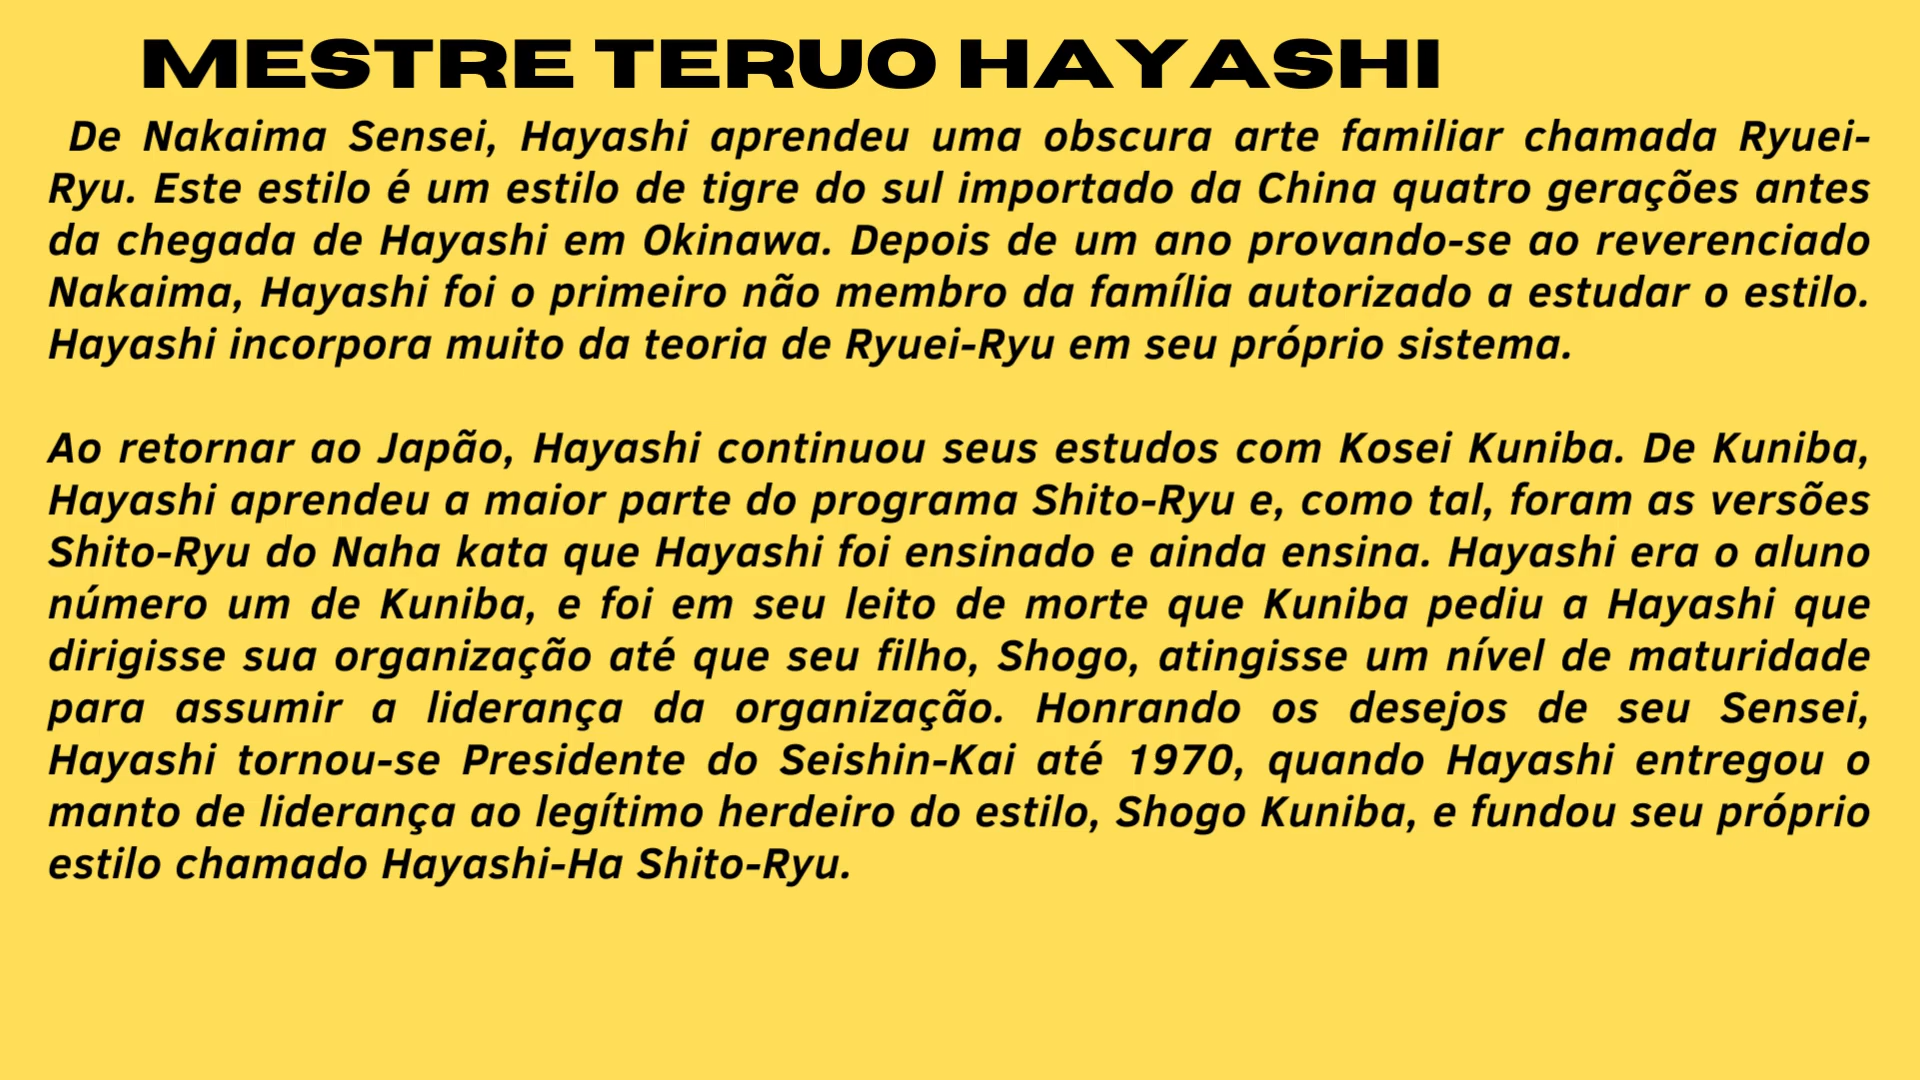 MESTRE TERUO HAYASHI
De Nakaima Sensei, Hayashi aprendeu uma obscura arte familiar chamada Ryuei-
Ryu. Este estilo é um estilo de tigre do sul importado da China quatro gerações antes
da chegada de Hayashi em Okinawa. Depois de um ano provando-se ao reverenciado
Nakaima, Hayashi foi o primeiro não membro da família autorizado a estudar o estilo.
Hayashi incorpora muito da teoria de Ryuei-Ryu em seu próprio sistema.
Ao retornar ao Japão, Hayashi continuou seus estudos com Kosei Kuniba. De Kuniba,
Hayashi aprendeu a maior parte do programa Shito-Ryu e, como tal, foram as versões
Shito-Ryu do Naha kata que Hayashi foi ensinado e ainda ensina. Hayashi era o aluno
número um de Kuniba, e foi em seu leito de morte que Kuniba pediu a Hayashi que
dirigisse sua organização até que seu filho, Shogo, atingisse um nível de maturidade
para assumir a liderança da organização. Honrando os desejos de seu Sensei,
Hayashi tornou-se Presidente do Seishin-Kai até 1970, quando Hayashi entregou o
manto de liderança ao legítimo herdeiro do estilo, Shogo Kuniba, e fundou seu próprio
estilo chamado Hayashi-Ha Shito-Ryu.